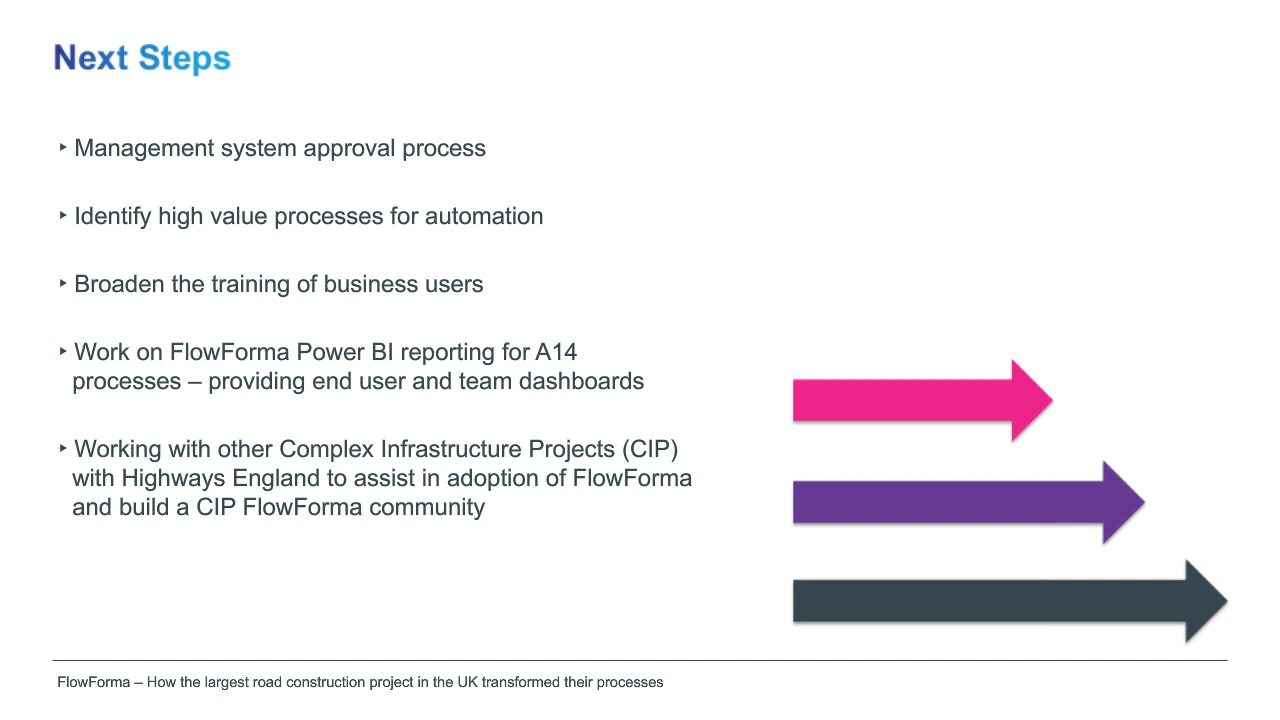 Next Steps
‣ Management system approval process
‣ Identify high value processes for automation
‣ Broaden the training of business users
‣ Work on FlowForma Power BI reporting for A14
processes – providing end user and team dashboards
‣ Working with other Complex Infrastructure Projects (CIP)
with Highways England to assist in adoption of FlowForma
and build a CIP FlowForma community
FlowForma – How the largest road construction project in the UK transformed their processes